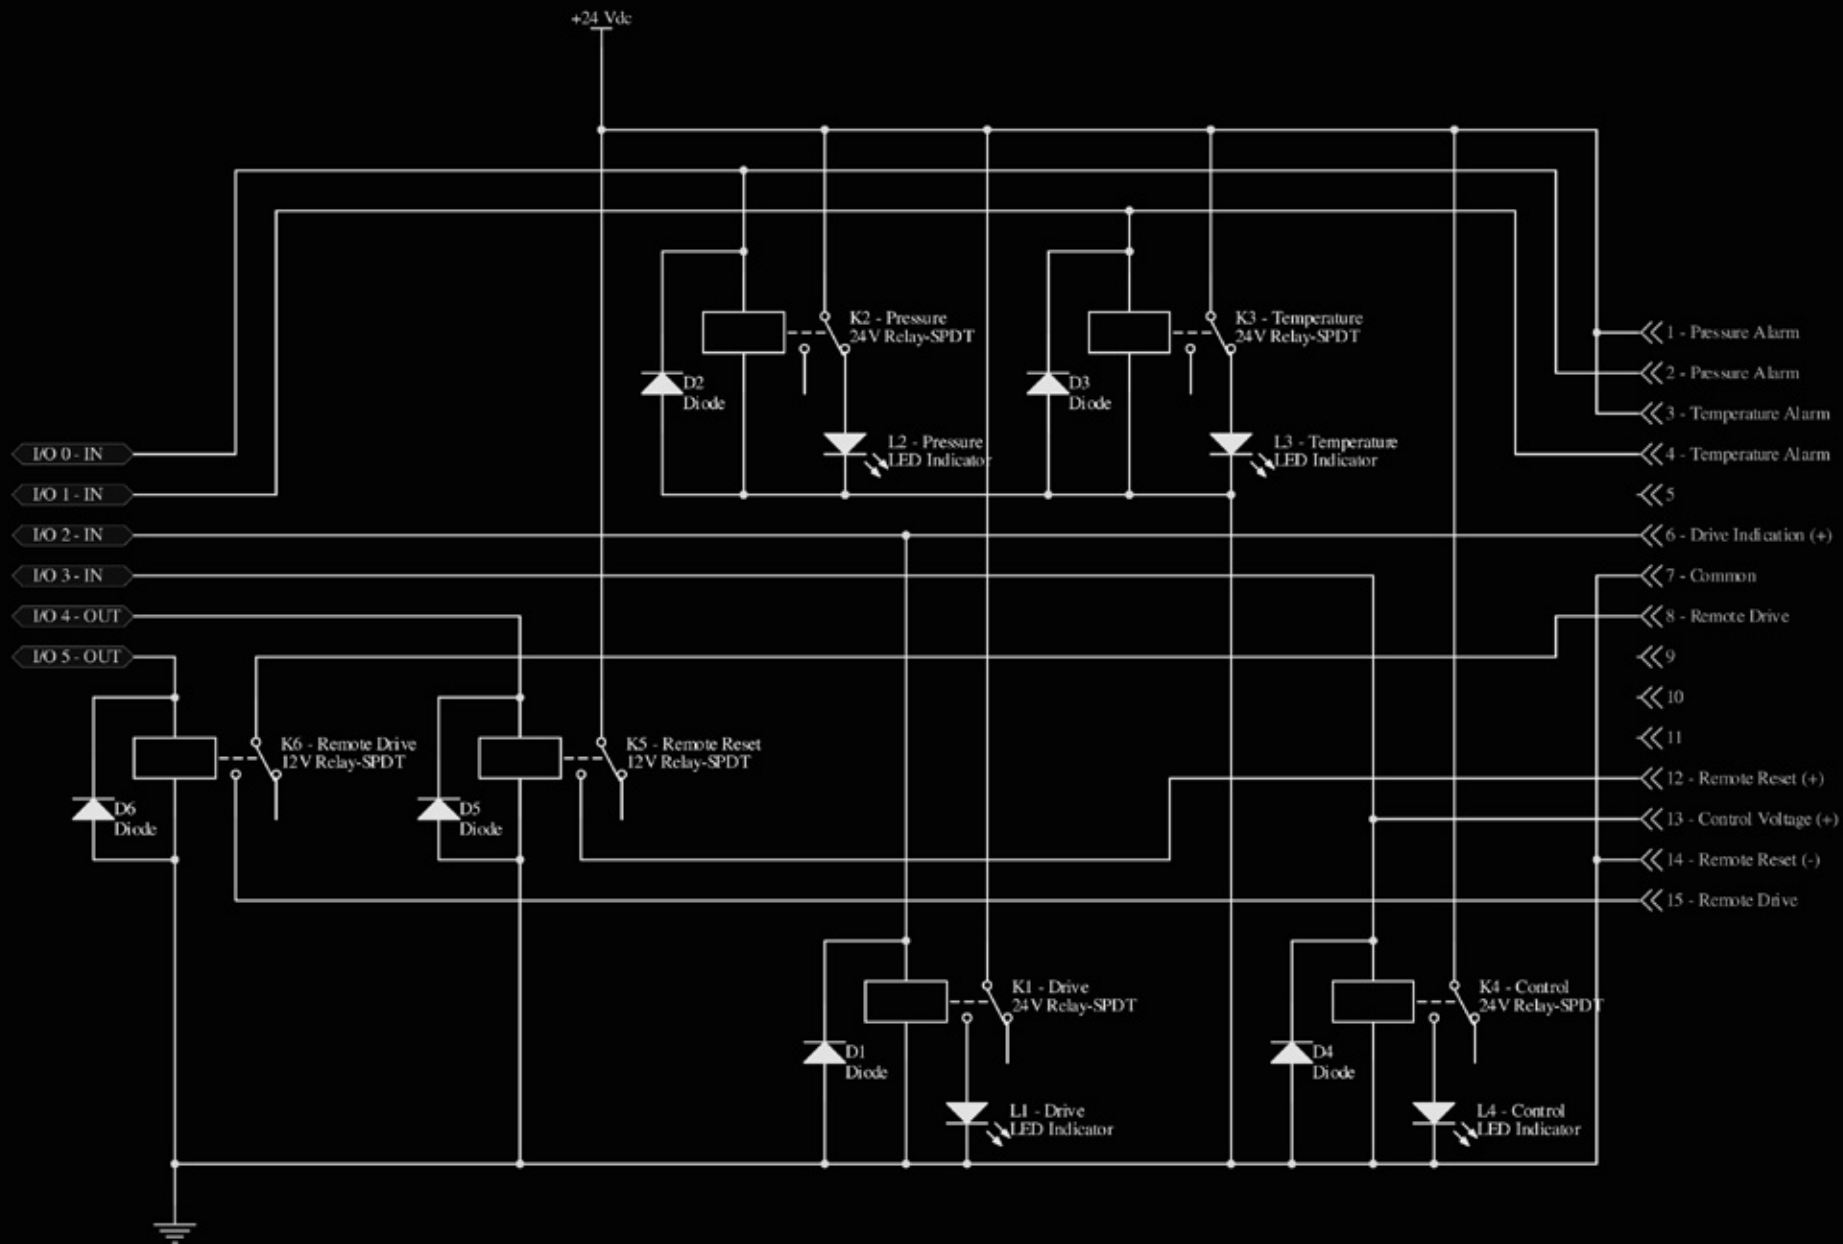 +24 Vdc
K2 - Pressure
24V Relay-SPDT
K3 - Temperature
24V Relay-SPDT
1 - Pressure Alarm
2 - Pressure Alarm
D2
Diode
D3
Diode
3 - Temperature Alarm
L2 - Pressure
LED Indicator
L3 - Temperature
LED Indicator
I/O 0 - IN
4 - Temperature Alarm
I/O 1 - IN
5
I/O 2 - IN
6 - Drive Indication (+)
I/O 3 - IN
7 - Common
I/O 4 - OUT
8 - Remote Drive
I/O 5 - OUT
9
10
11
K6 - Remote Drive
12V Relay-SPDT
K5 - Remote Reset
12V Relay-SPDT
12 - Remote Reset (+)
D6
Diode
D5
Diode
13 - Control Voltage (+)
14 - Remote Reset (-)
15 - Remote Drive
K1 - Drive
24V Relay-SPDT
K4 - Control
24V Relay-SPDT
D1
Diode
D4
Diode
L1 - Drive
LED Indicator
L4 - Control
LED Indicator